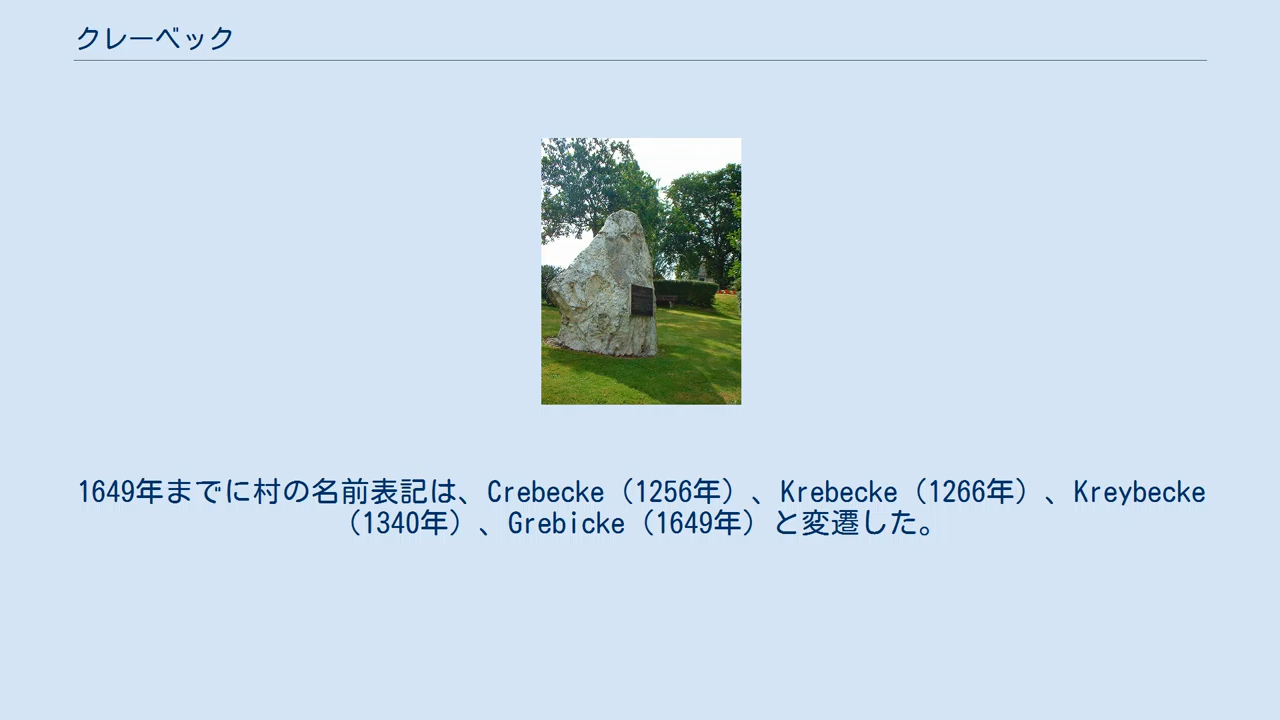 クレーベック
1649年までに村の名前表記は、Crebecke（1256年）、Krebecke（1266年）、Kreybecke
（1340年）、Grebicke（1649年）と変遷した。